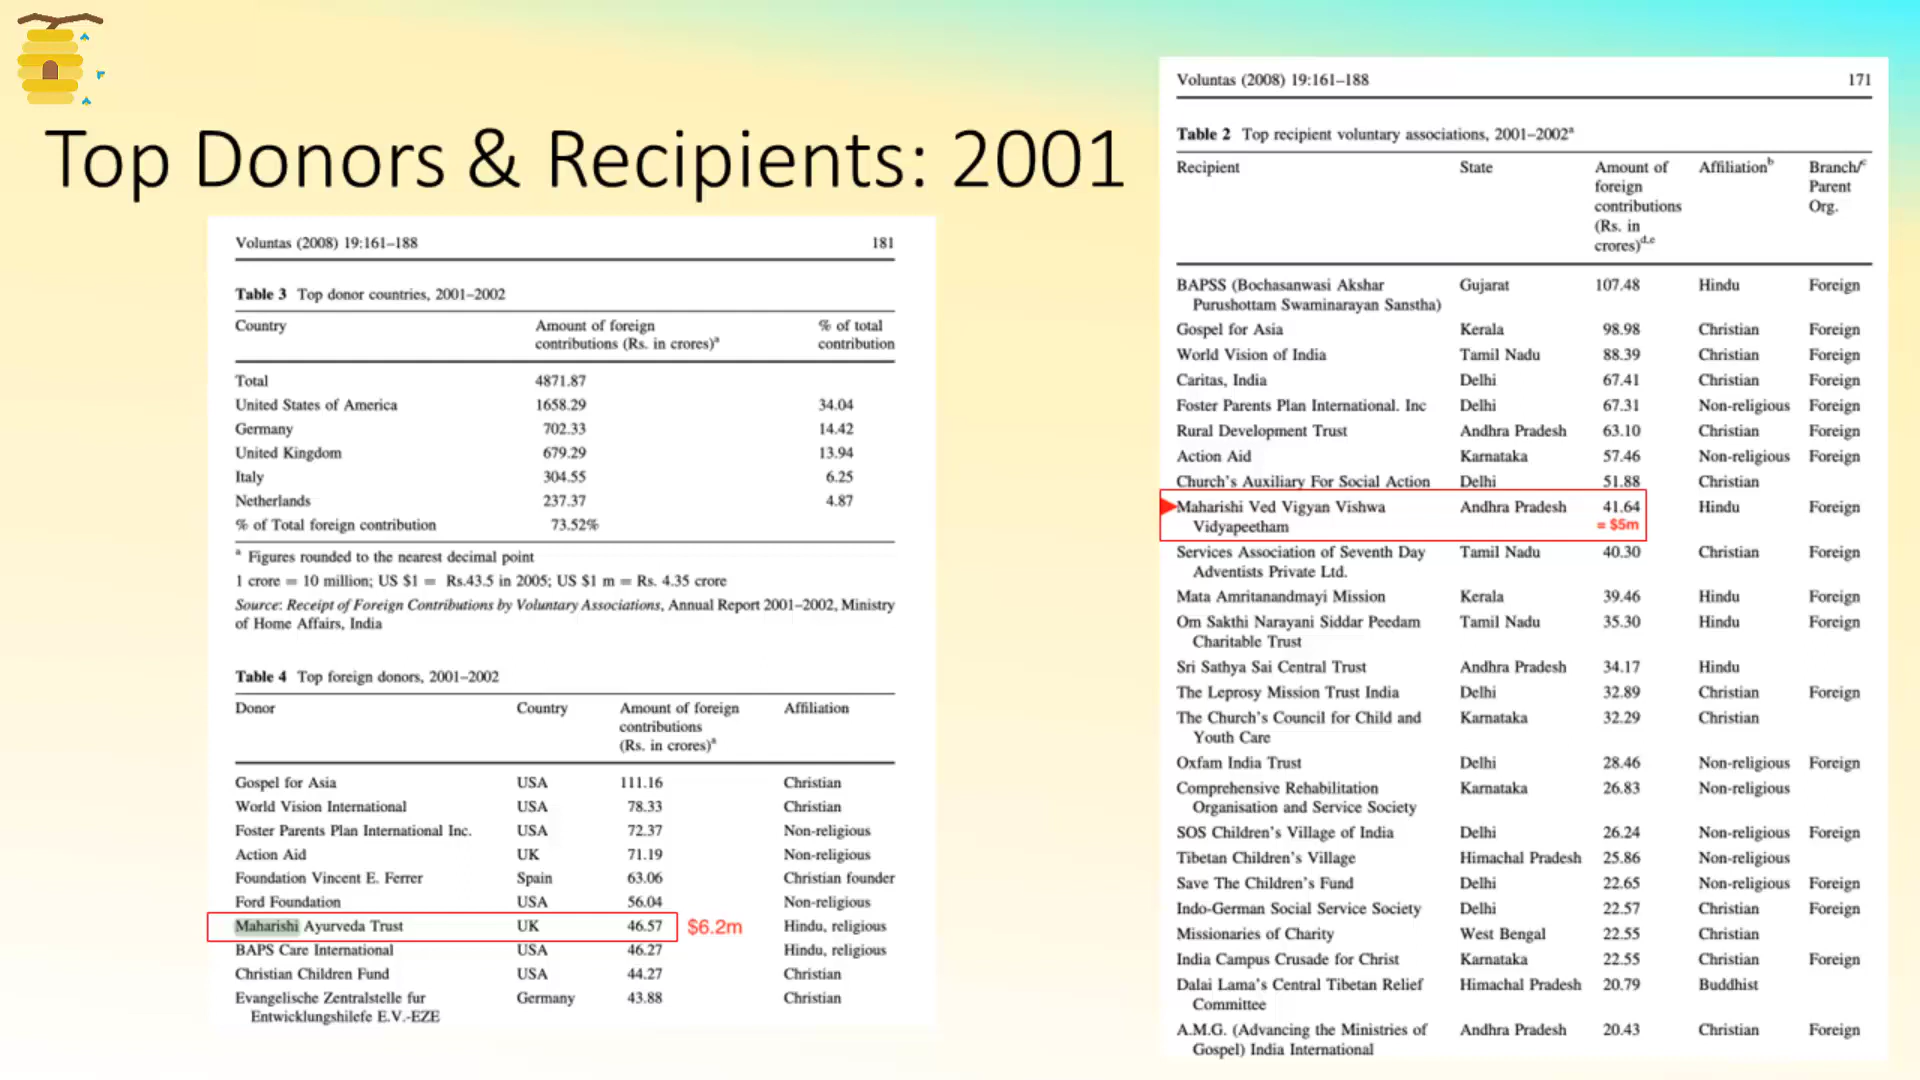 Top Donors & Recipients: 2001
Voluntas (2008) 19:161–188 181
Table 3 Top donor countries, 2001–2002
Country Amount of foreign contributions (Rs. in crores)ª % of total contribution
Total 4871.87
United States of America 1658.29 34.04
Germany 702.33 14.42
United Kingdom 679.29 13.94
Italy 304.55 6.25
Netherlands 237.37 4.87
% of Total foreign contribution 73.52%
ª Figures rounded to the nearest decimal point
1 crore = 10 million; US $1 = Rs.43.5 in 2005; US $1 m = Rs. 4.35 crore
Source: Receipt of Foreign Contributions by Voluntary Associations, Annual Report 2001–2002, Ministry
of Home Affairs, India
Table 4 Top foreign donors, 2001–2002
Donor Country Amount of foreign contributions (Rs. in crores)ª Affiliation
Gospel for Asia USA 111.16 Christian
World Vision International USA 78.33 Christian
Foster Parents Plan International Inc. USA 72.37 Non-religious
Action Aid UK 71.19 Non-religious
Foundation Vincent E. Ferrer Spain 63.06 Christian founder
Ford Foundation USA 56.04 Non-religious
Maharishi Ayurveda Trust UK 46.57 $6.2m Hindu, religious
BAPS Care International USA 46.27 Hindu, religious
Christian Children Fund USA 44.27 Christian
Evangelische Zentralstelle fur Germany 43.88 Christian
Entwicklungshilefe E.V.-EZE
Voluntas (2008) 19:161–188 171
Table 2 Top recipient voluntary associations, 2001–2002ª
Recipient State Amount of foreign contributions (Rs. in crores)d,e Affiliationb Branch/c Parent Org.
BAPSS (Bochasanwasi Akshar Gujarat 107.48 Hindu Foreign
Purushottam Swaminarayan Sanstha)
Gospel for Asia Kerala 98.98 Christian Foreign
World Vision of India Tamil Nadu 88.39 Christian Foreign
Caritas, India Delhi 67.41 Christian Foreign
Foster Parents Plan International. Inc Delhi 67.31 Non-religious Foreign
Rural Development Trust Andhra Pradesh 63.10 Christian Foreign
Action Aid Karnataka 57.46 Non-religious Foreign
Church's Auxiliary For Social Action Delhi 51.88 Christian
Maharishi Ved Vigyan Vishwa Andhra Pradesh 41.64 Hindu Foreign
Vidyapeetham = $5m
Services Association of Seventh Day Tamil Nadu 40.30 Christian Foreign
Adventists Private Ltd.
Mata Amritanandmayi Mission Kerala 39.46 Hindu Foreign
Om Sakthi Narayani Siddar Peedam Tamil Nadu 35.30 Hindu Foreign
Charitable Trust
Sri Sathya Sai Central Trust Andhra Pradesh 34.17 Hindu
The Leprosy Mission Trust India Delhi 32.89 Christian Foreign
The Church's Council for Child and Karnataka 32.29 Christian
Youth Care
Oxfam India Trust Delhi 28.46 Non-religious Foreign
Comprehensive Rehabilitation Karnataka 26.83 Non-religious
Organisation and Service Society
SOS Children's Village of India Delhi 26.24 Non-religious Foreign
Tibetan Children's Village Himachal Pradesh 25.86 Non-religious
Save The Children's Fund Delhi 22.65 Non-religious Foreign
Indo-German Social Service Society Delhi 22.57 Christian Foreign
Missionaries of Charity West Bengal 22.55 Christian
India Campus Crusade for Christ Karnataka 22.55 Christian Foreign
Dalai Lama's Central Tibetan Relief Himachal Pradesh 20.79 Buddhist
Committee
A.M.G. (Advancing the Ministries of Andhra Pradesh 20.43 Christian Foreign
Gospel) India International